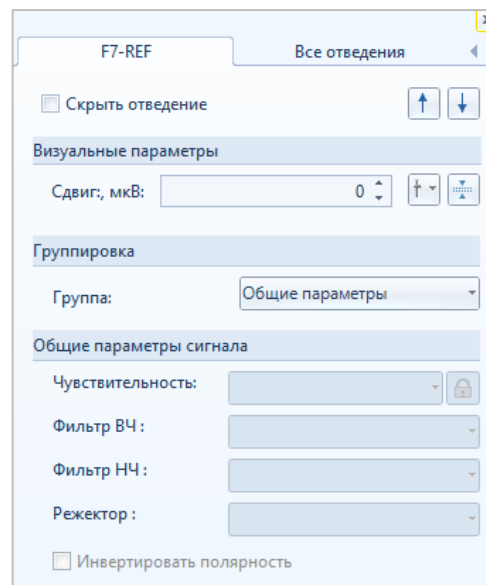 F7-REF
Все отведения
Скрыть отведение
Визуальные параметры
Сдвиг:, мкВ:
0
Группировка
Группа:
Общие параметры
Общие параметры сигнала
Чувствительность:
Фильтр ВЧ :
Фильтр НЧ :
Режектор :
Инвертировать полярность